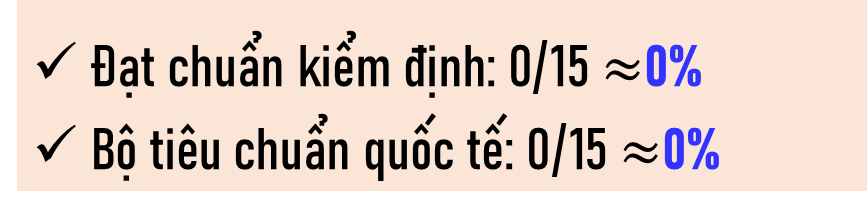 ✓ Đạt chuẩn kiểm định: 0/15 ≈0%
✓ Bộ tiêu chuẩn quốc tế: 0/15 ≈0%